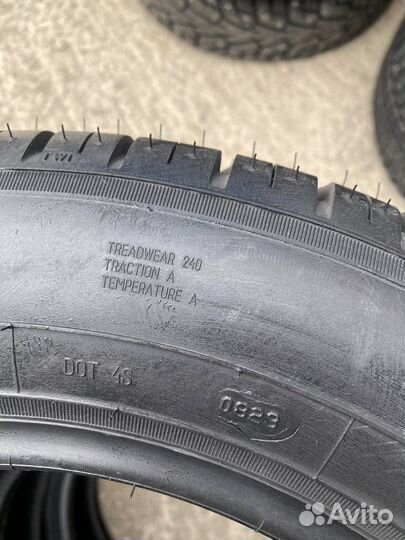 TWI
TREADWEAR 240
TRACTION A
TEMPERATURE A
DOT 4S
0823
Avito